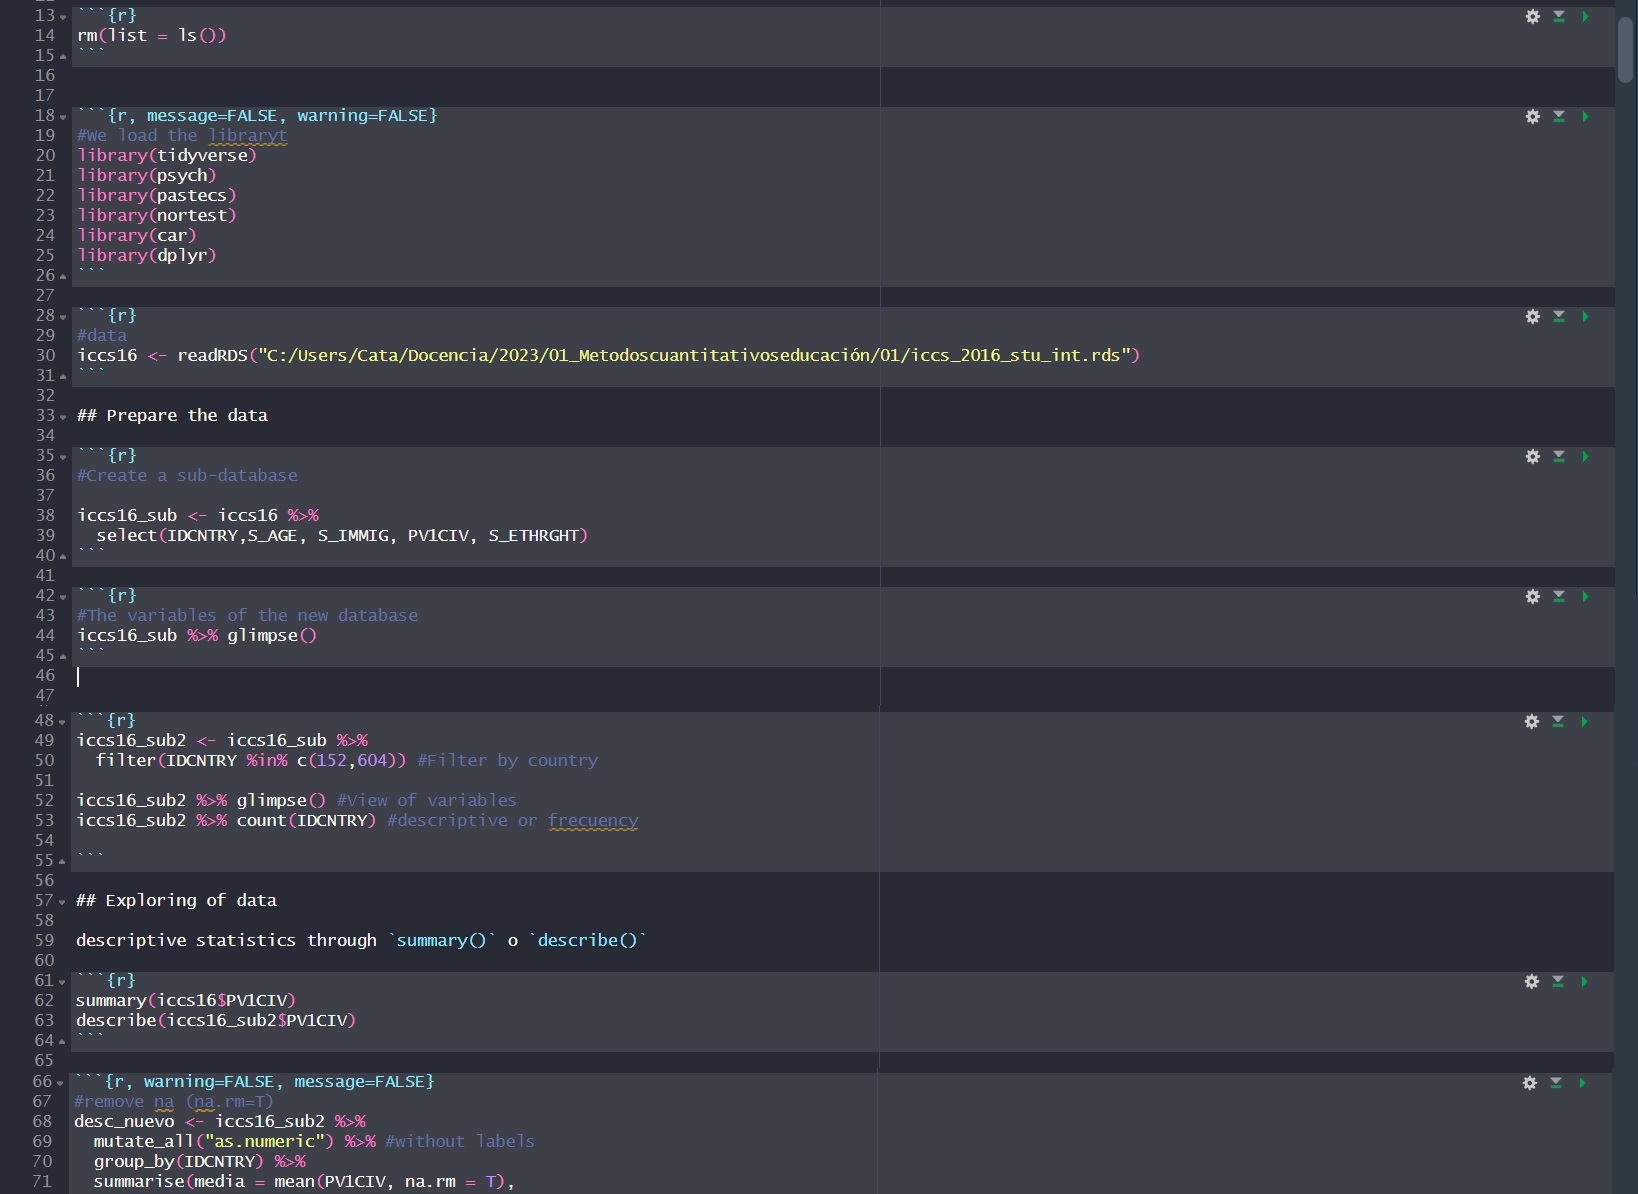 13 ```{r}
14 rm(list = ls())
15 ```
16
17
18 ```{r, message=FALSE, warning=FALSE}
19 #We load the libraryt
20 library(tidyverse)
21 library(psych)
22 library(pastecs)
23 library(nortest)
24 library(car)
25 library(dplyr)
26 ```
27
28 ```{r}
29 #data
30 iccs16 <- readRDS("C:/Users/Cata/Docencia/2023/01_Metodoscuantitativoseducación/01/iccs_2016_stu_int.rds")
31 ```
32
33 ## Prepare the data
34
35 ```{r}
36 #Create a sub-database
37
38 iccs16_sub <- iccs16 %>%
39 select(IDCNTRY,S_AGE, S_IMMIG, PV1CIV, S_ETHRGHT)
40 ```
41
42 ```{r}
43 #The variables of the new database
44 iccs16_sub %>% glimpse()
45 ```
46
47
48 ```{r}
49 iccs16_sub2 <- iccs16_sub %>%
50 filter(IDCNTRY %in% c(152,604)) #Filter by country
51
52 iccs16_sub2 %>% glimpse() #View of variables
53 iccs16_sub2 %>% count(IDCNTRY) #descriptive or frecuency
54
55 ```
56
57 ## Exploring of data
58
59 descriptive statistics through `summary()` o `describe()`
60
61 ```{r}
62 summary(iccs16$PV1CIV)
63 describe(iccs16_sub2$PV1CIV)
64 ```
65
66 ```{r, warning=FALSE, message=FALSE}
67 #remove na (na.rm=T)
68 desc_nuevo <- iccs16_sub2 %>%
69 mutate_all("as.numeric") %>% #without labels
70 group_by(IDCNTRY) %>%
71 summarise(media = mean(PV1CIV, na.rm = T),